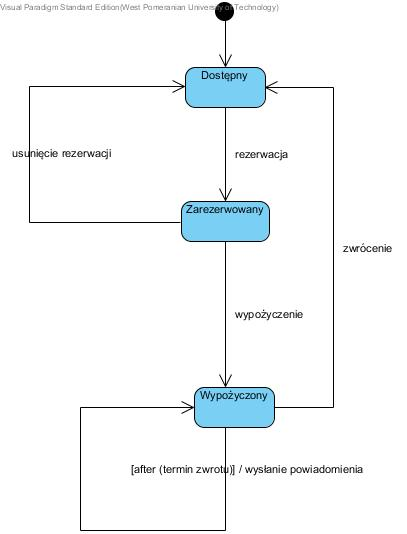 Visual Paradigm Standard Edition(West Pomeranian University of Technology)
Dostępny
usunięcie rezerwacji
rezerwacja
Zarezerwowany
zwrócenie
wypożyczenie
Wypożyczony
[after (termin zwrotu)] / wysłanie powiadomienia